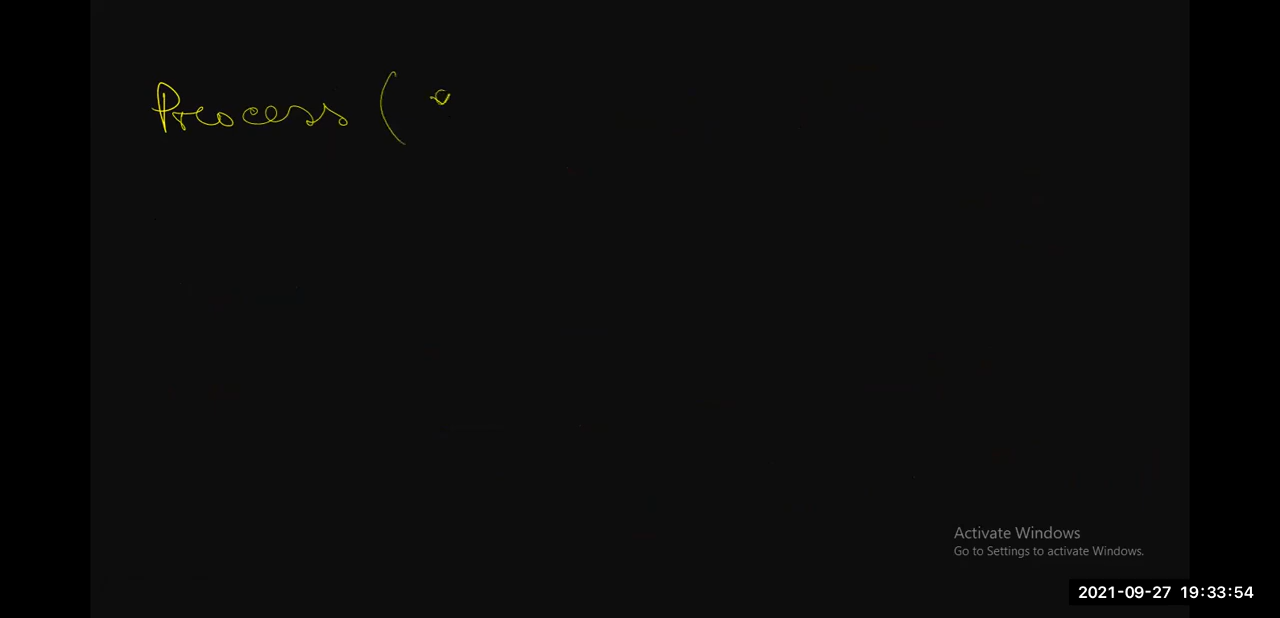 Process (
Activate Windows
Go to Settings to activate Windows.
2021-09-27 19:33:54